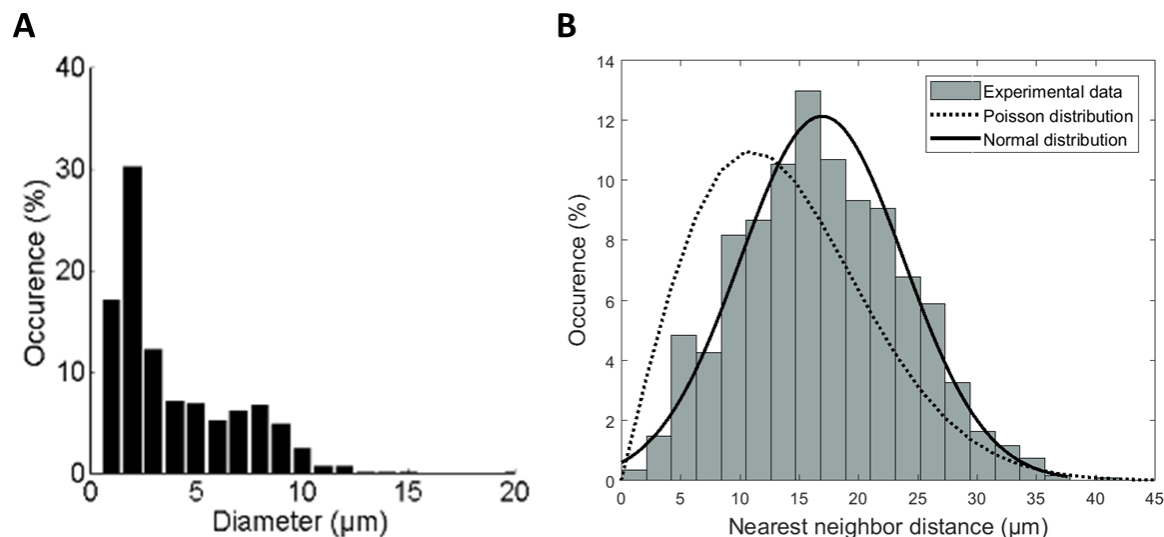 A
Occurence (%)
40
30
20
10
0
0 5 10 15 20
Diameter (µm)
B
Occurence (%)
14
12
10
8
6
4
2
0
0 5 10 15 20 25 30 35 40 45
Nearest neighbor distance (µm)
Experimental data
Poisson distribution
Normal distribution